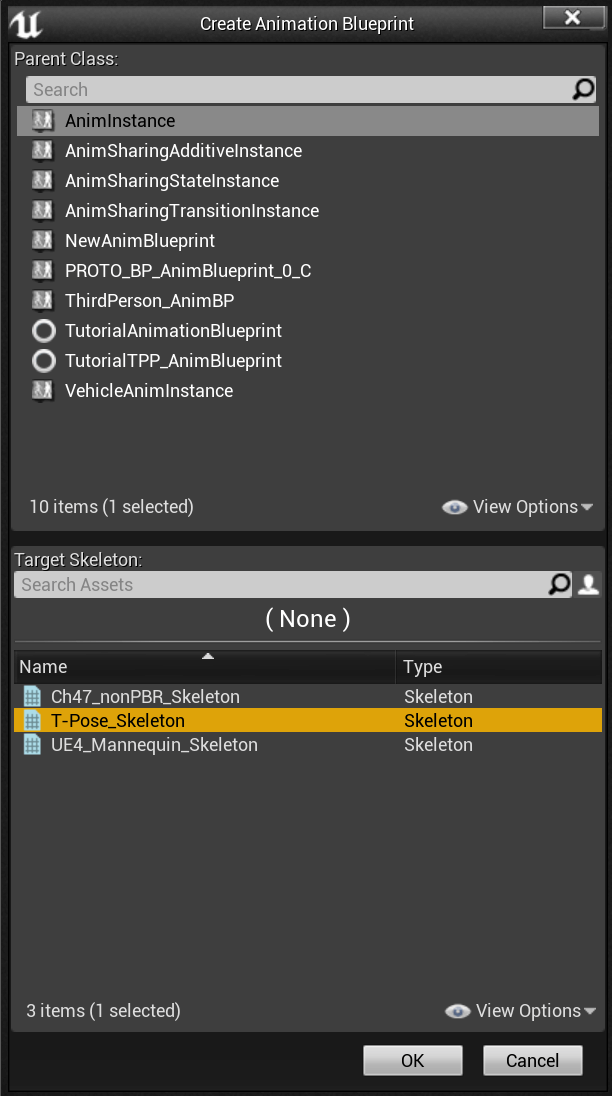 Create Animation Blueprint
Parent Class:
Search
AnimInstance
AnimSharingAdditiveInstance
AnimSharingStateInstance
AnimSharingTransitionInstance
NewAnimBlueprint
PROTO_BP_AnimBlueprint_0_C
ThirdPerson_AnimBP
TutorialAnimationBlueprint
TutorialTPP_AnimBlueprint
VehicleAnimInstance
10 items (1 selected) View Options
Target Skeleton:
Search Assets
( None )
Name Type
Ch47_nonPBR_Skeleton Skeleton
T-Pose_Skeleton Skeleton
UE4_Mannequin_Skeleton Skeleton
3 items (1 selected) View Options
OK Cancel